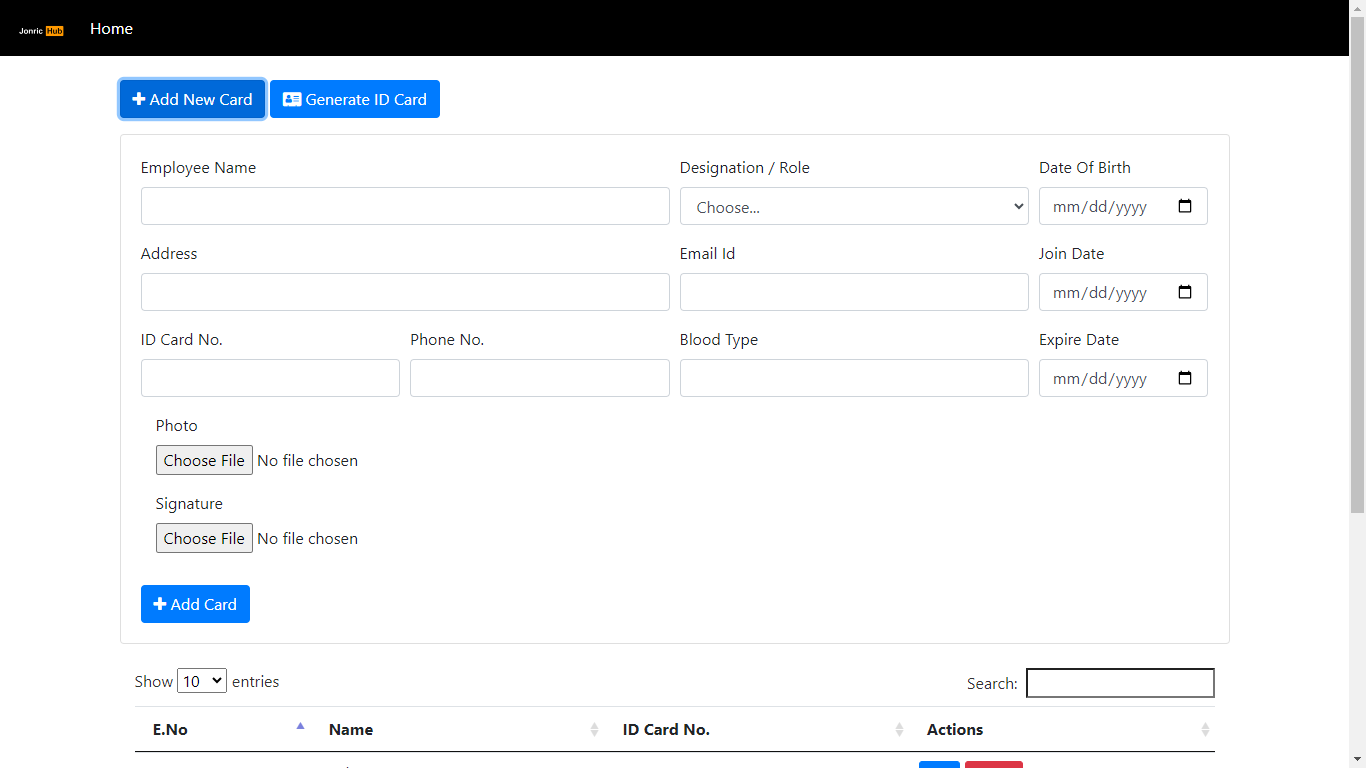 Jonric Hub Home
Add New Card Generate ID Card
Employee Name Designation / Role Date Of Birth
Choose... mm/dd/yyyy
Address Email Id Join Date
mm/dd/yyyy
ID Card No. Phone No. Blood Type Expire Date
mm/dd/yyyy
Photo
Choose File No file chosen
Signature
Choose File No file chosen
Add Card
Show 10 entries Search:
E.No Name ID Card No. Actions